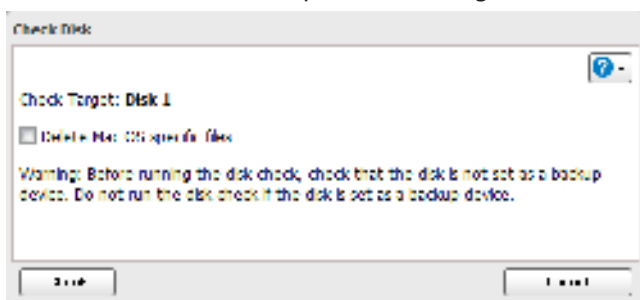 Check Disk
Check Target: Disk 1
Delete Mac OS specific files
Warning: Before running the disk check, check that the disk is not set as a backup
device. Do not run the disk check if the disk is set as a backup device.